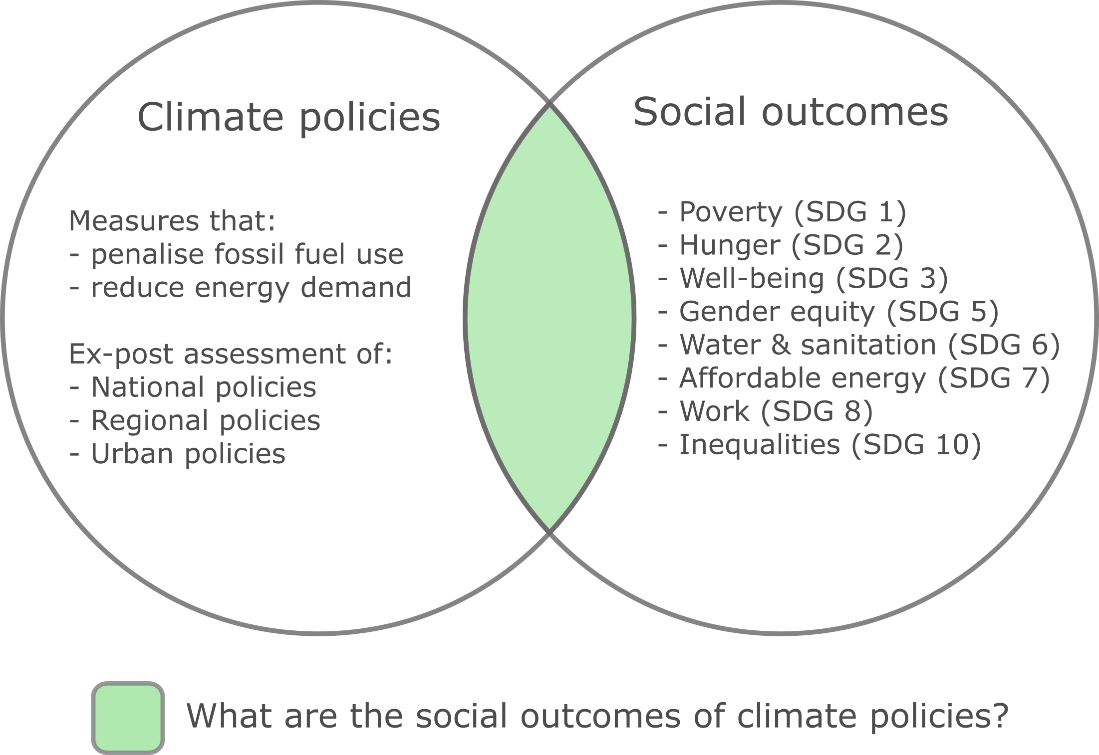 Climate policies
Measures that:
- penalise fossil fuel use
- reduce energy demand
Ex-post assessment of:
- National policies
- Regional policies
- Urban policies
Social outcomes
- Poverty (SDG 1)
- Hunger (SDG 2)
- Well-being (SDG 3)
- Gender equity (SDG 5)
- Water & sanitation (SDG 6)
- Affordable energy (SDG 7)
- Work (SDG 8)
- Inequalities (SDG 10)
What are the social outcomes of climate policies?